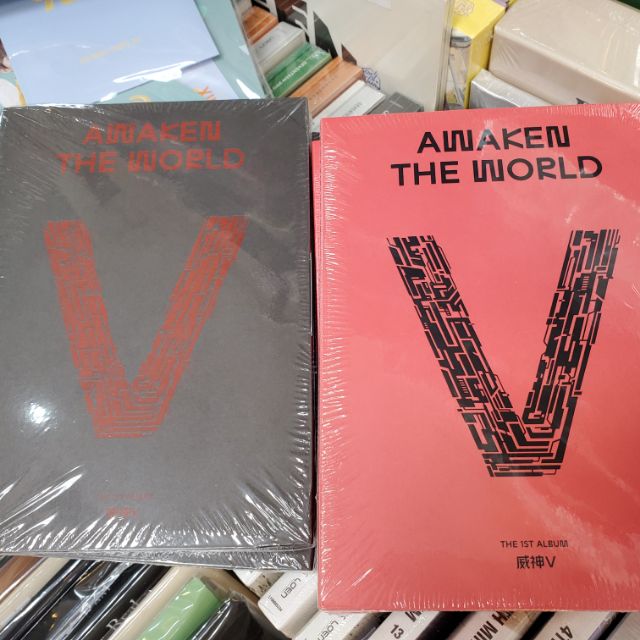 AWAKEN
THE WORLD
V
AWAKEN
THE WORLD
V
THE 1ST ALBUM
威神V